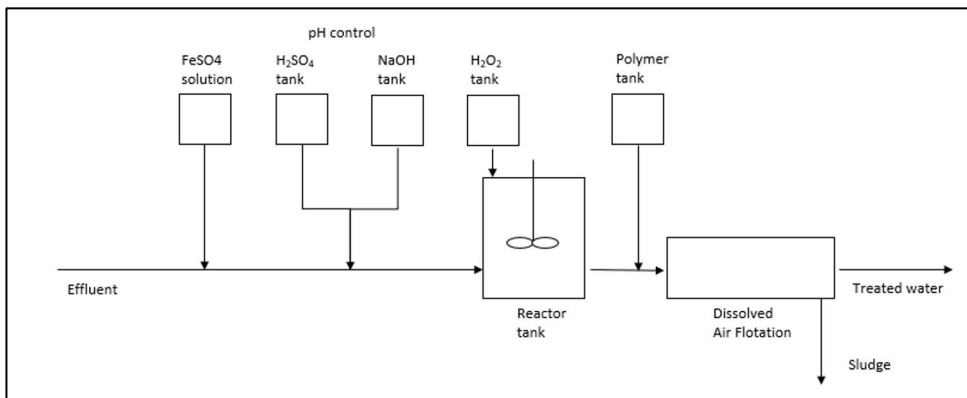 pH control
FeSO4
solution
H₂SO₄
tank
NaOH
tank
H₂O₂
tank
Polymer
tank
Effluent
Reactor
tank
Dissolved
Air Flotation
Treated water
Sludge